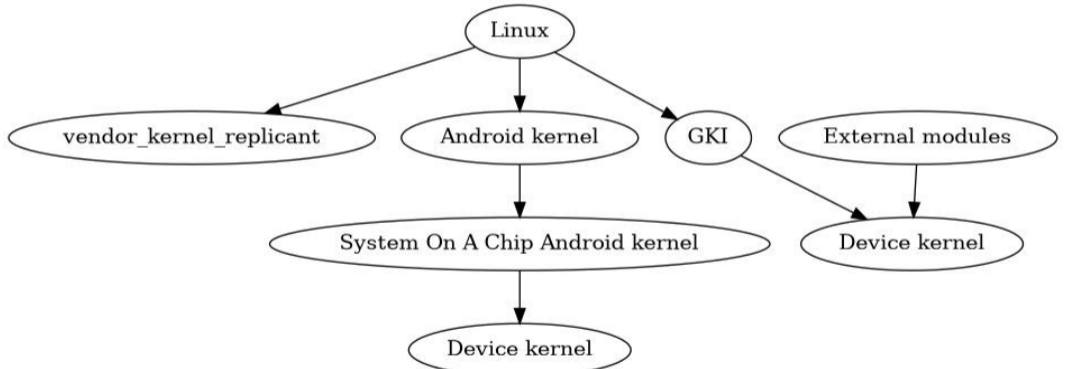 Linux
vendor_kernel_replicant
Android kernel
GKI
External modules
System On A Chip Android kernel
Device kernel
Device kernel